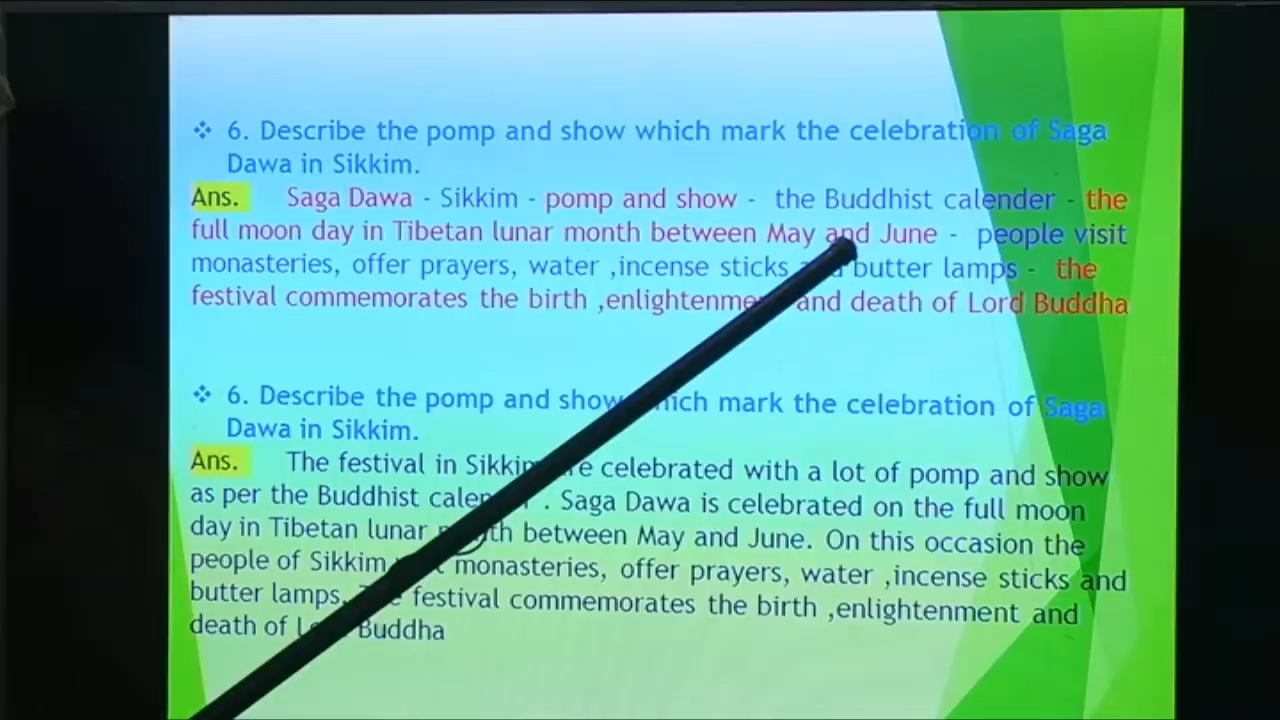 ❖ 6. Describe the pomp and show which mark the celebration of Saga
Dawa in Sikkim.
Ans. Saga Dawa - Sikkim - pomp and show - the Buddhist calender - the
full moon day in Tibetan lunar month between May and June - people visit
monasteries, offer prayers, water ,incense sticks butter lamps - the
festival commemorates the birth ,enlightenment and death of Lord Buddha
❖ 6. Describe the pomp and show which mark the celebration of Saga
Dawa in Sikkim.
Ans. The festival in Sikkim are celebrated with a lot of pomp and show
as per the Buddhist calender . Saga Dawa is celebrated on the full moon
day in Tibetan lunar month between May and June. On this occasion the
people of Sikkim monasteries, offer prayers, water ,incense sticks and
butter lamps. The festival commemorates the birth ,enlightenment and
death of Lord Buddha